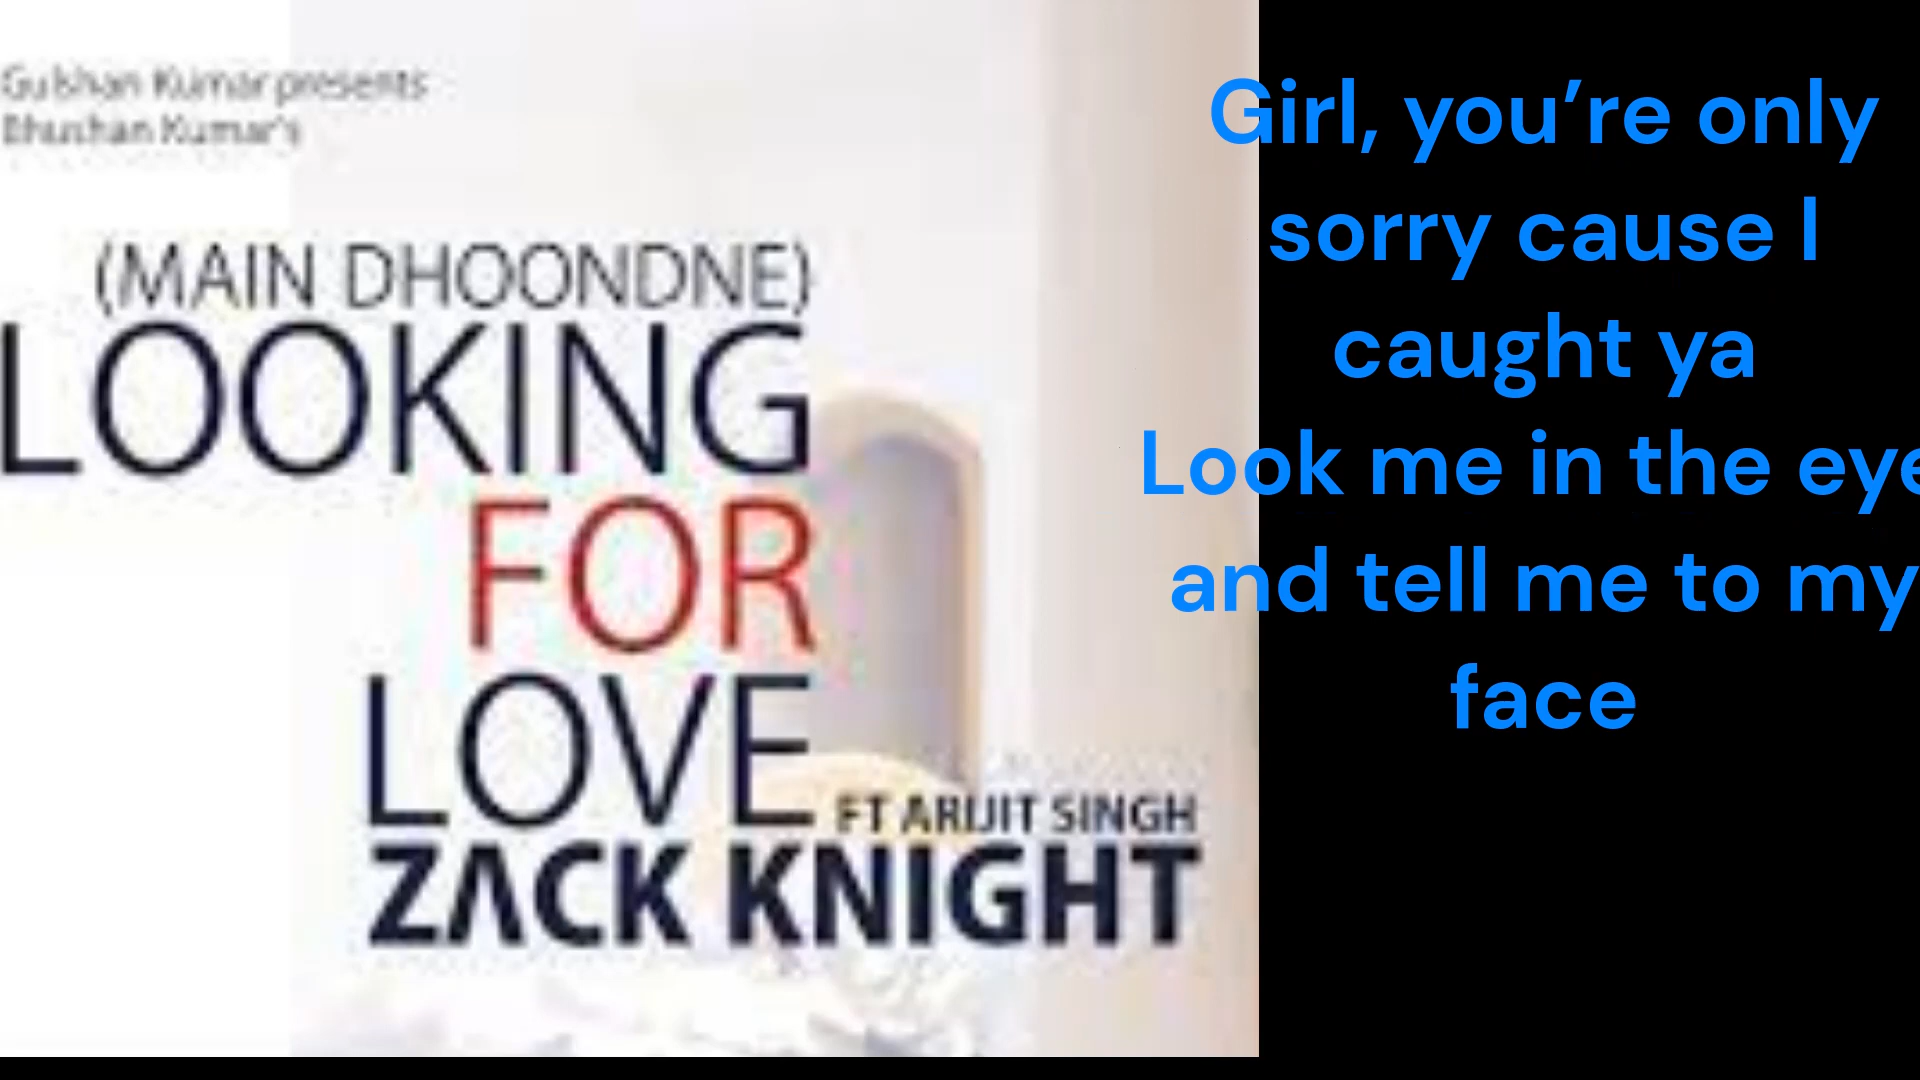 Gulshan Kumar presents
Bhushan Kumar's
(MAIN DHOONDNE)
LOOKING
FOR
LOVE
FT ARIJIT SINGH
ZACK KNIGHT
Girl, you’re only
sorry cause I
caught ya
Look me in the eye
and tell me to my
face